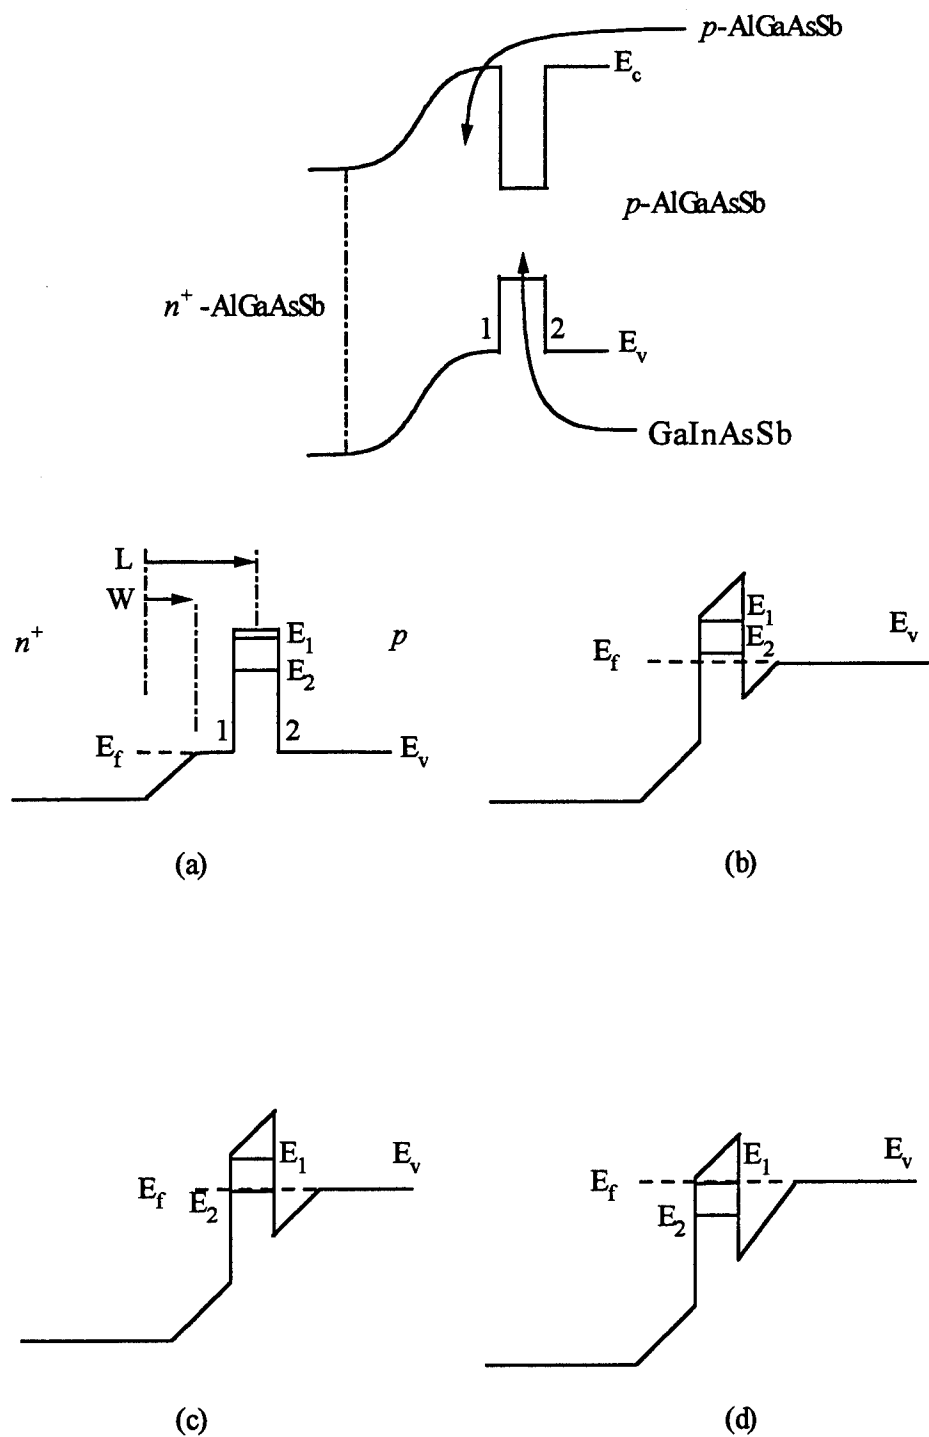 p-AlGaAsSb
E_c
p-AlGaAsSb
n^+ -AlGaAsSb
1 2
E_v
GaInAsSb
L
W
n^+
E_1
p
E_2
1 2
E_f
E_v
(a)
E_1
E_v
E_2
E_f
(b)
E_1
E_v
E_f
E_2
(c)
E_1
E_v
E_f
E_2
(d)